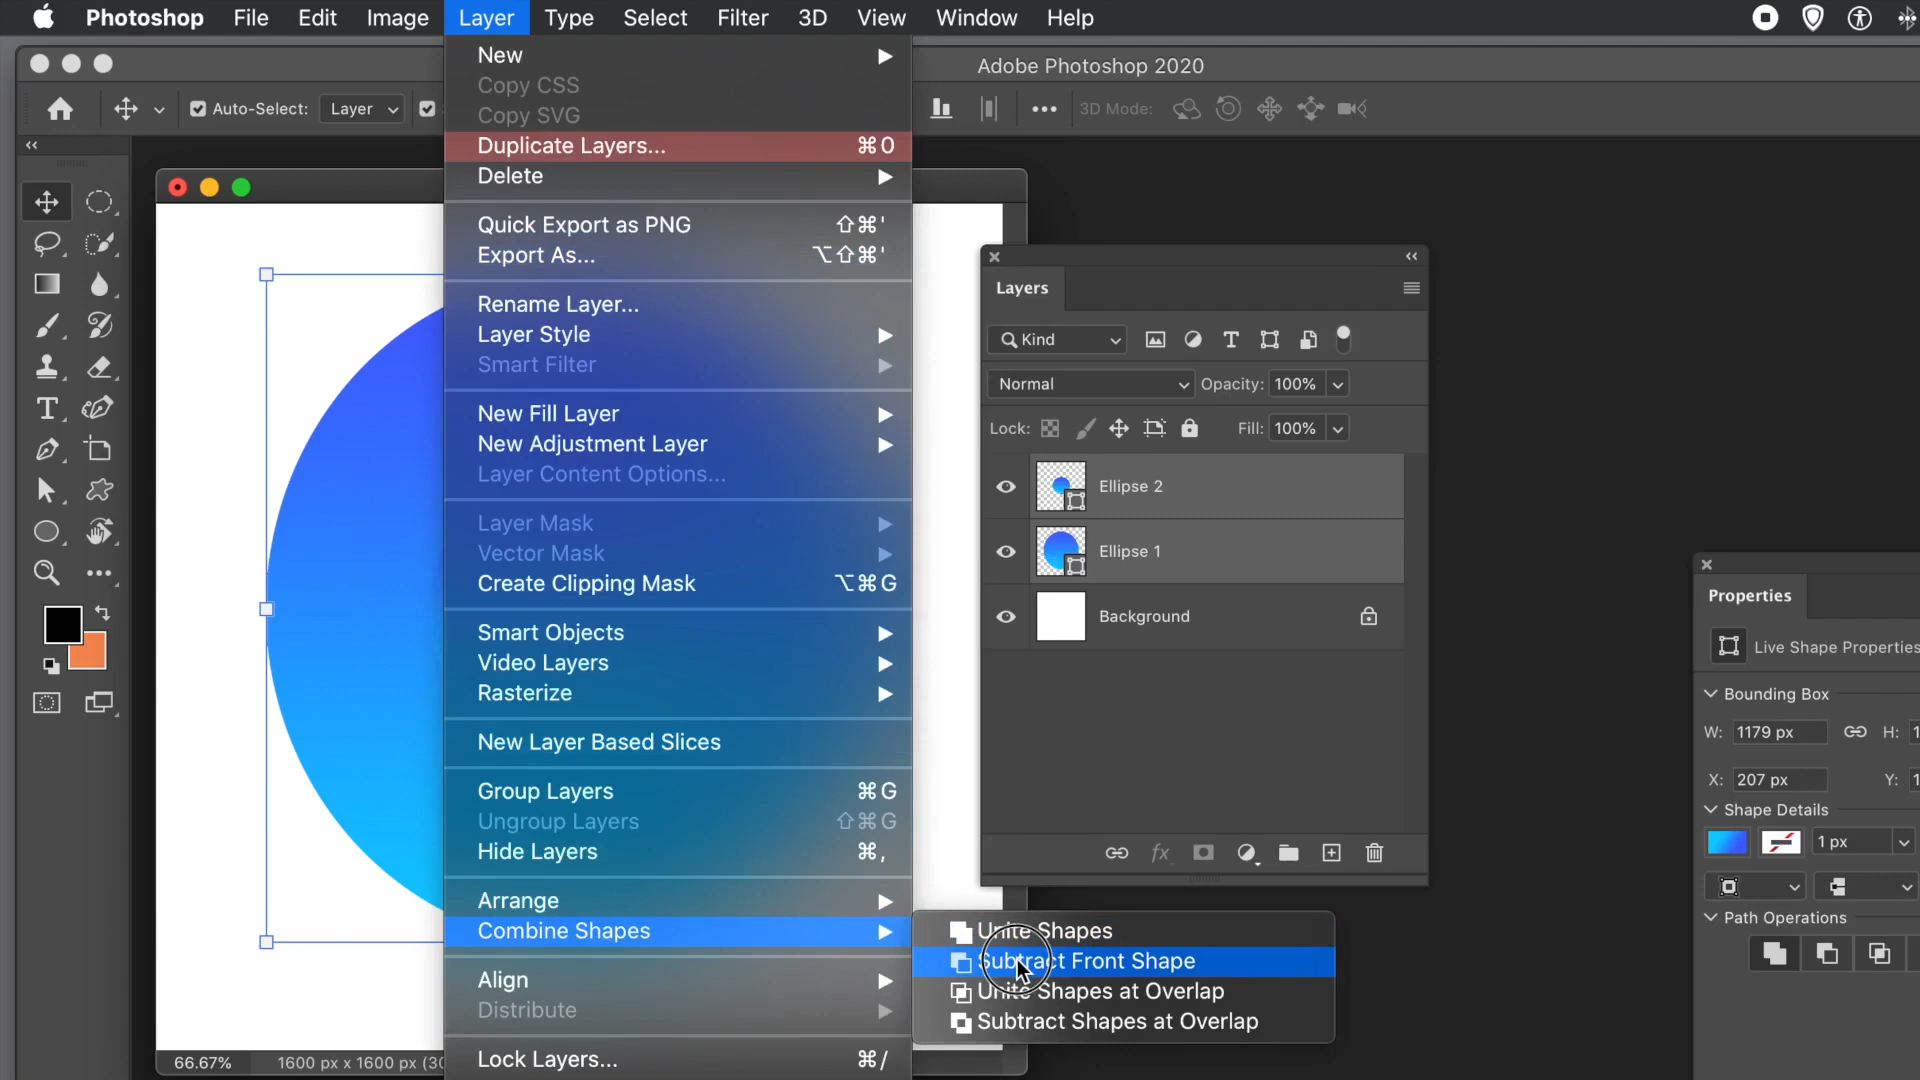 Photoshop File Edit Image Layer Type Select Filter 3D View Window Help
Adobe Photoshop 2020
Auto-Select: Layer
3D Mode:
New
Copy CSS
Copy SVG
Duplicate Layers... ⌘0
Delete
Quick Export as PNG ⇧⌘'
Export As... ⌥⇧⌘'
Rename Layer...
Layer Style
Smart Filter
New Fill Layer
New Adjustment Layer
Layer Content Options...
Layer Mask
Vector Mask
Create Clipping Mask ⌥⌘G
Smart Objects
Video Layers
Rasterize
New Layer Based Slices
Group Layers ⌘G
Ungroup Layers ⇧⌘G
Hide Layers ⌘,
Arrange
Combine Shapes
Align
Distribute
Lock Layers... ⌘/
Unite Shapes
Subtract Front Shape
Unite Shapes at Overlap
Subtract Shapes at Overlap
Layers
Kind
Normal Opacity: 100%
Lock: Fill: 100%
Ellipse 2
Ellipse 1
Background
Properties
Live Shape Properties
Bounding Box
W: 1179 px H: 1
X: 207 px Y: 1
Shape Details
1 px
Path Operations
66.67% 1600 px x 1600 px (30